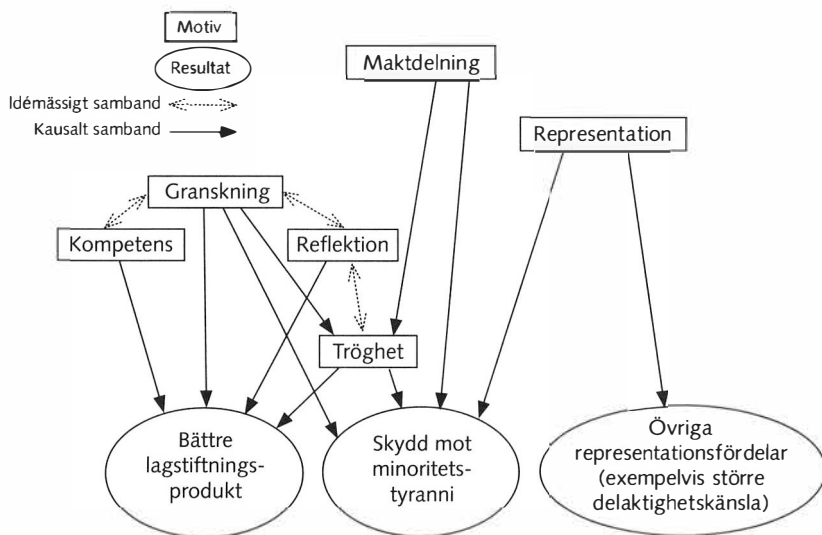 Motiv
Resultat
Idémässigt samband
Kausalt samband
Maktdelning
Representation
Granskning
Kompetens
Reflektion
Tröghet
Bättre
lagstiftnings-
produkt
Skydd mot
minoritets-
tyranni
Övriga
representationsfördelar
(exempelvis större
delaktighetskänsla)